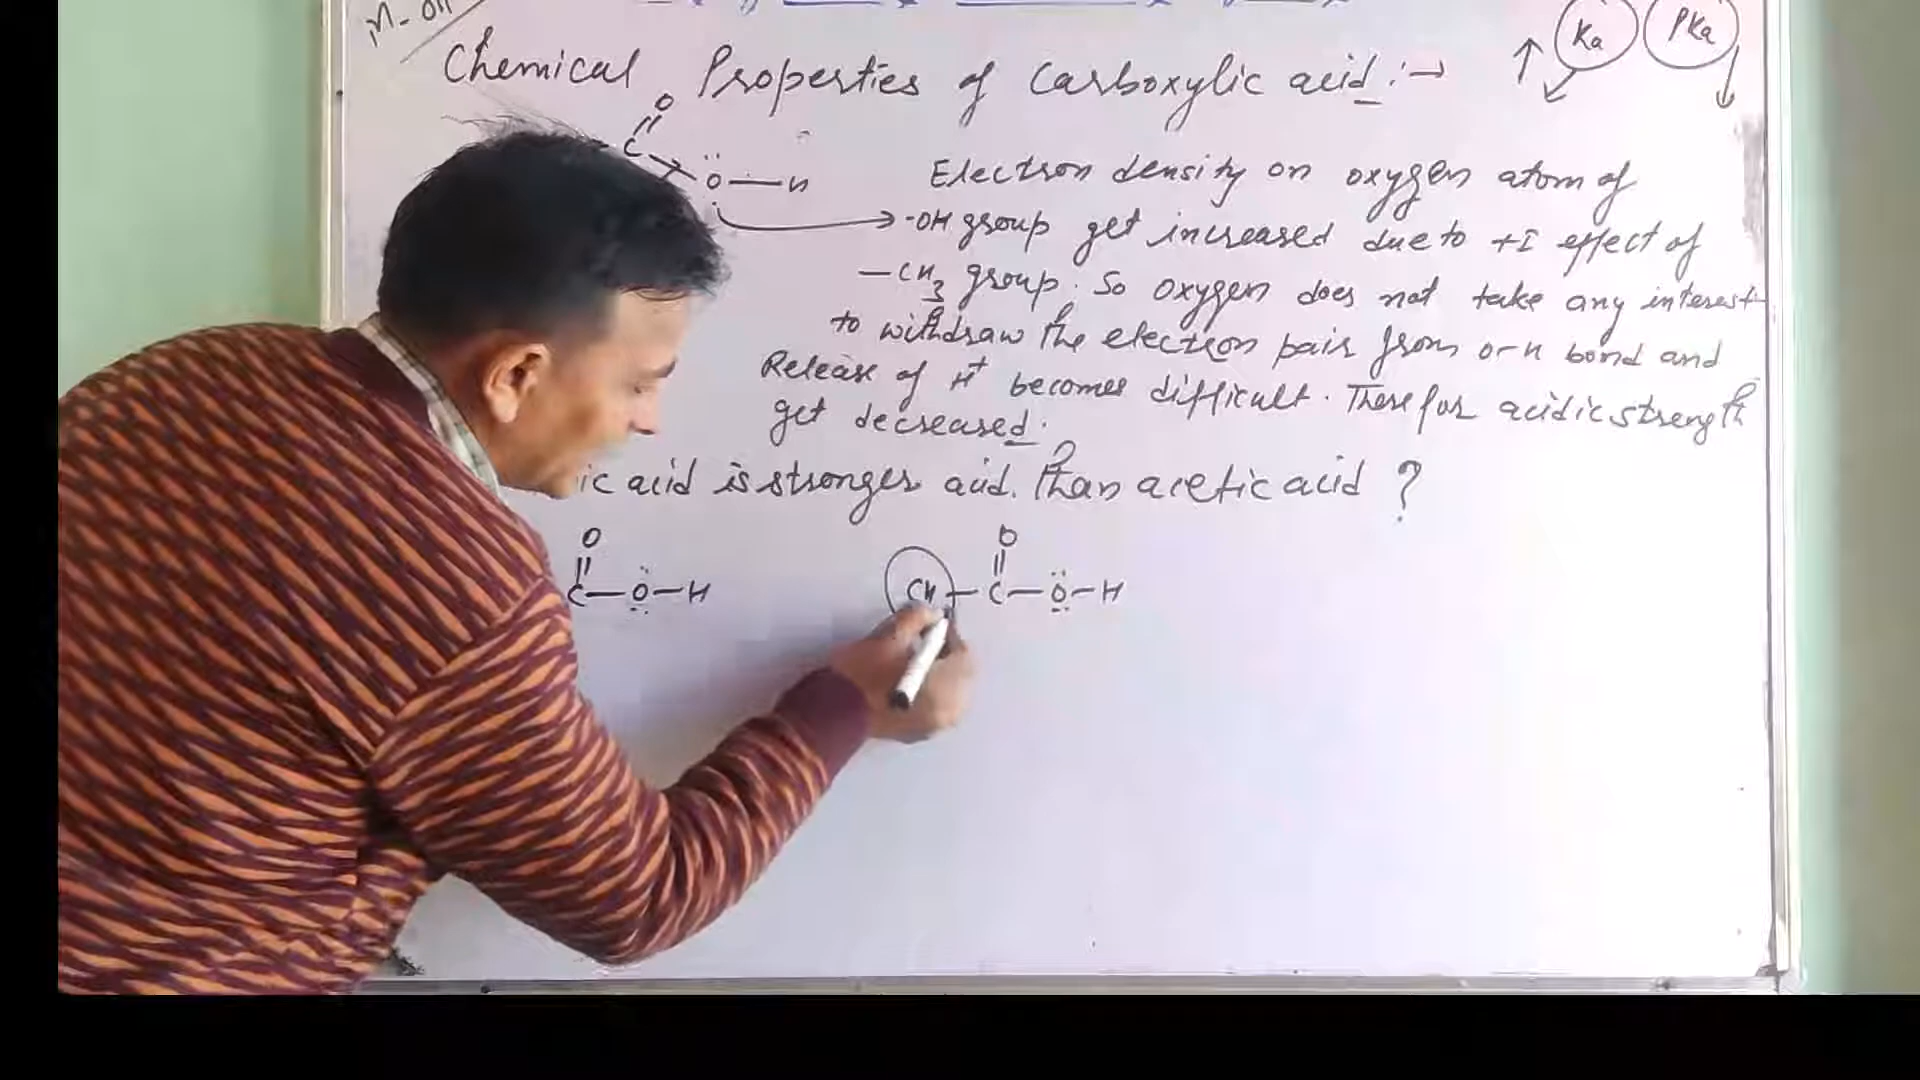 Ka PKa
Chemical Properties of Carboxylic acid :→
O
C
O—H
Electron density on oxygen atom of
-OH group get increased due to +I effect of
—CH3 group. So oxygen does not take any interest
to withdraw the electron pair from O-H bond and
Release of H+ becomes difficult. There for acidic strength
get decreased.
ic acid is stronger acid. than acetic acid ?
O O
C—O—H CH—C—O—H